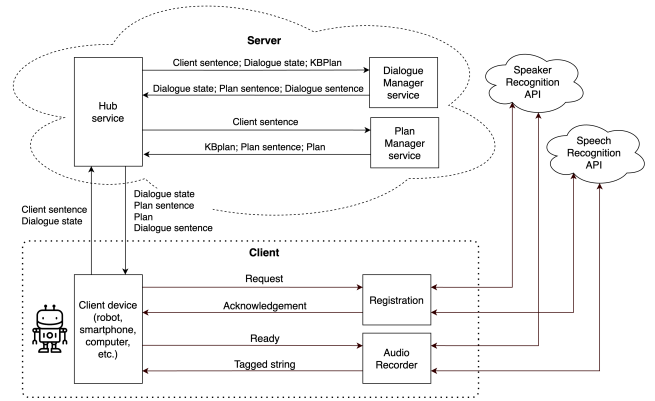 Server
Client sentence; Dialogue state; KBPlan
Dialogue state; Plan sentence; Dialogue sentence
Hub
service
Dialogue
Manager
service
Client sentence
KBplan; Plan sentence; Plan
Plan
Manager
service
Speaker
Recognition
API
Speech
Recognition
API
Client sentence
Dialogue state
Dialogue state
Plan sentence
Plan
Dialogue sentence
Client
Client device
(robot,
smartphone,
computer,
etc.)
Request
Acknowledgement
Registration
Ready
Tagged string
Audio
Recorder